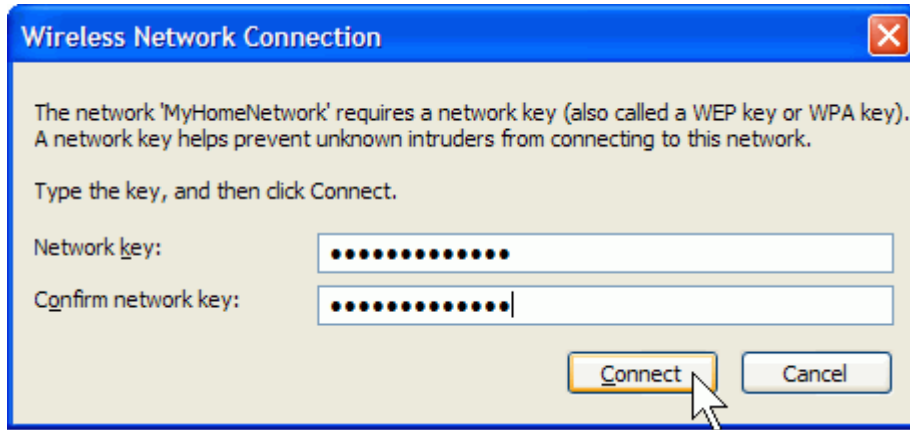 Wireless Network Connection
The network 'MyHomeNetwork' requires a network key (also called a WEP key or WPA key).
A network key helps prevent unknown intruders from connecting to this network.
Type the key, and then click Connect.
Network key: •••••••••••••
Confirm network key: •••••••••••••
Connect Cancel